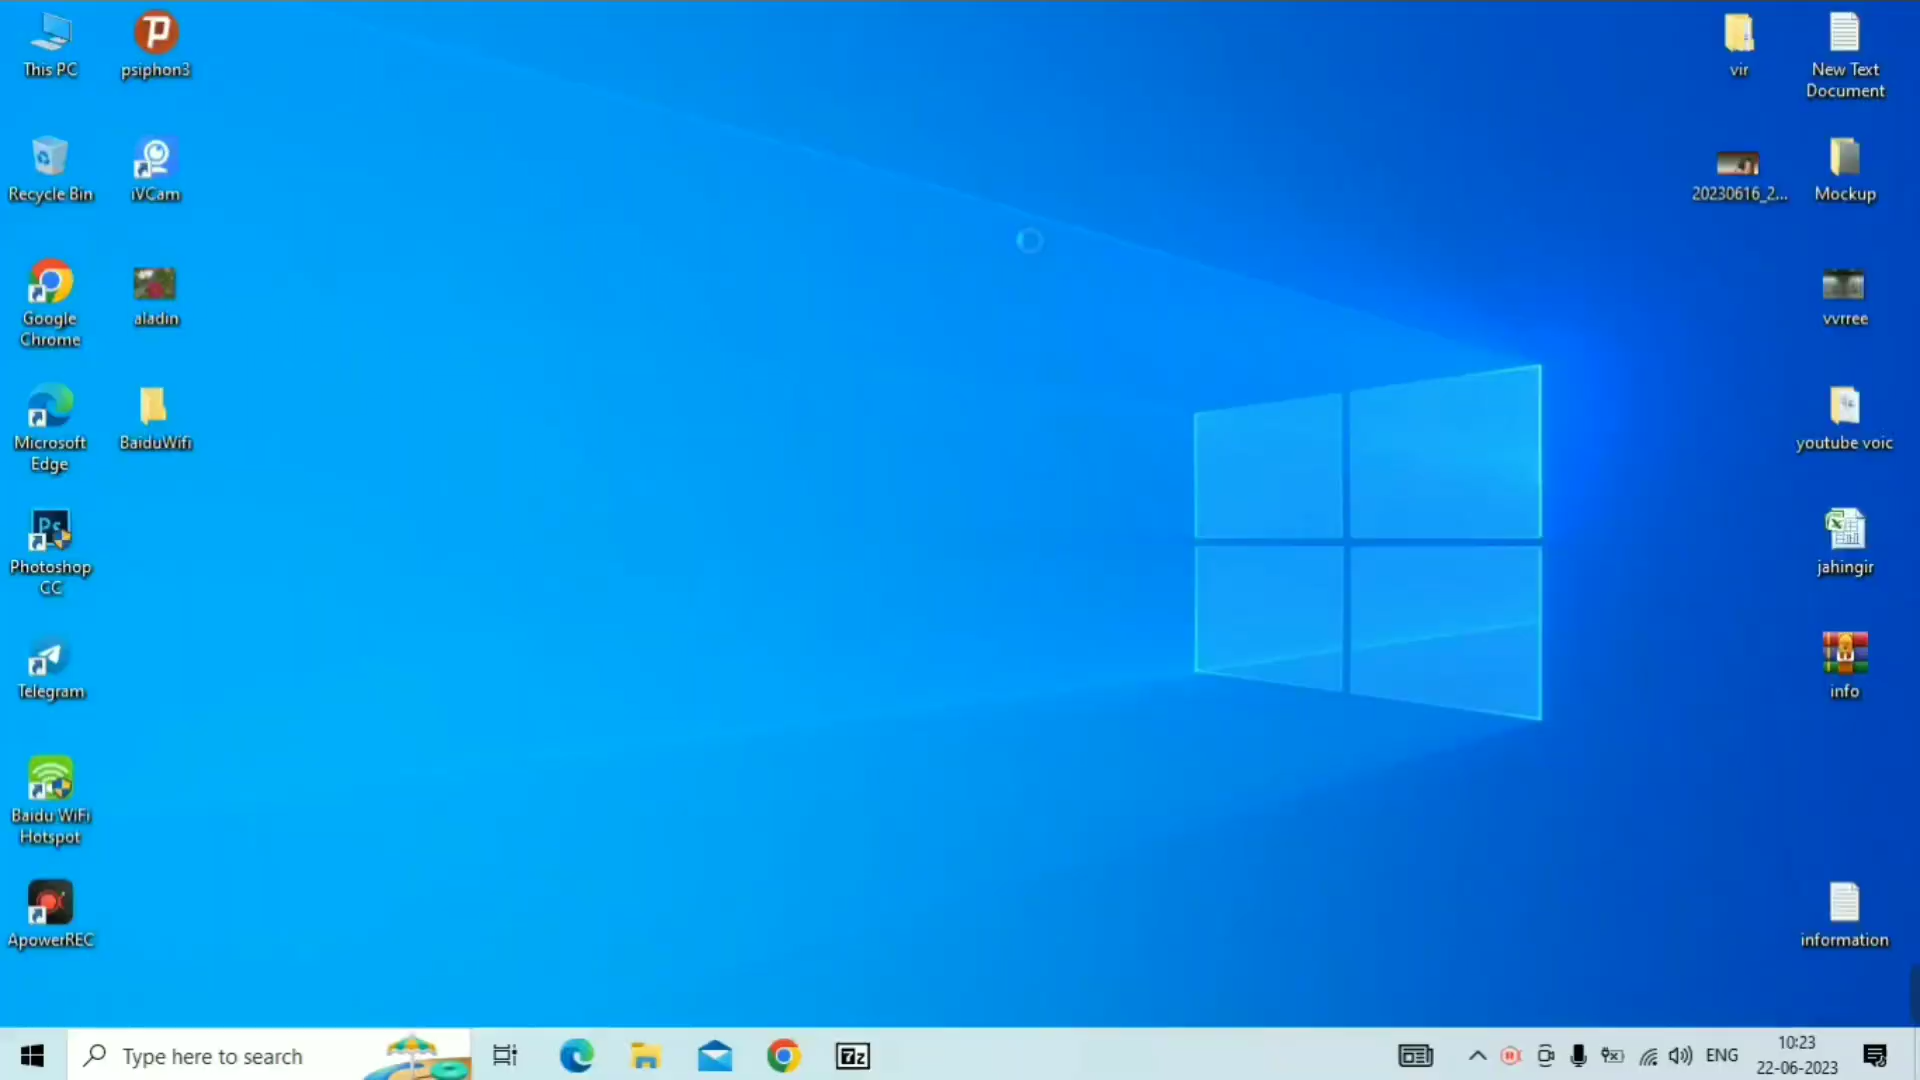 This PC
psiphon3
vir
New Text
Document
Recycle Bin
iVCam
20230616_2...
Mockup
Google
Chrome
aladin
vvrree
Microsoft
Edge
BaiduWifi
youtube voic
Ps
Photoshop
CC
jahingir
Telegram
info
Baidu WiFi
Hotspot
ApowerREC
information
Type here to search
7z
ENG
10:23
22-06-2023